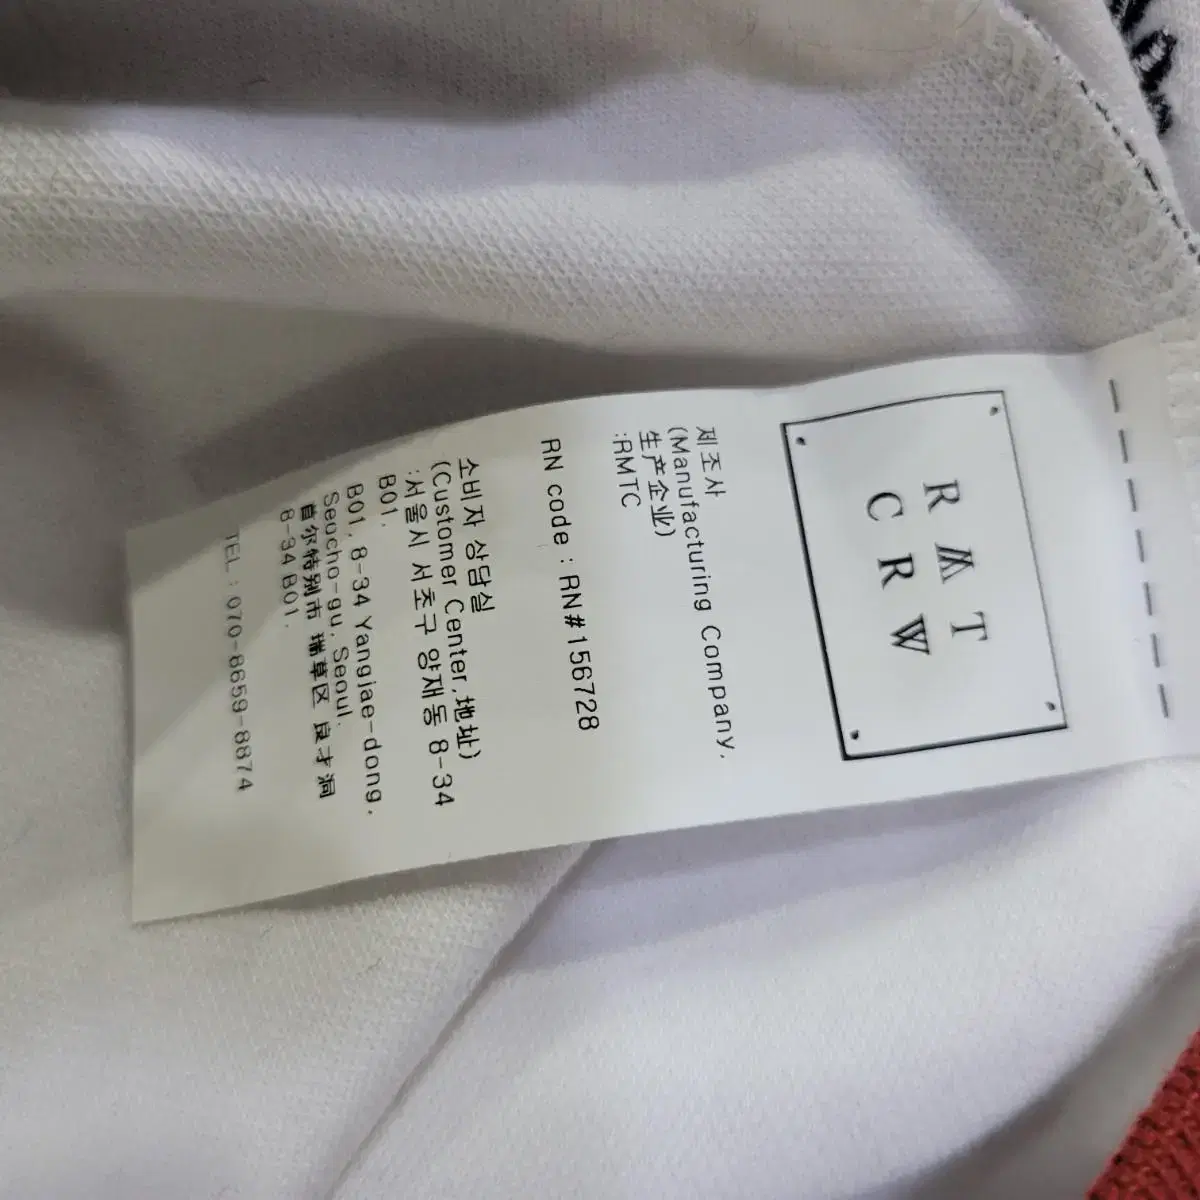 R M T
C R W
제조사
(Manufacturing Company,
生产企业)
:RMTC
RN code : RN#156728
소비자 상담실
(Customer Center,地址)
:서울시 서초구 양재동 8-34
B01.
B01, 8-34 Yangjae-dong,
Seocho-gu, Seoul.
首尔特别市 瑞草区 良才洞
8-34 B01.
TEL : 070-8659-8874